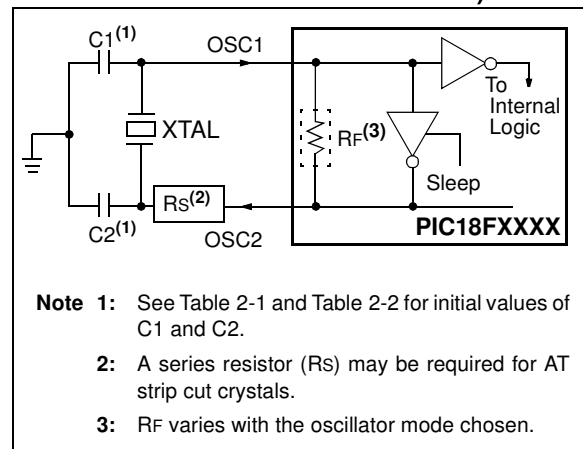 C1(1)
OSC1
To
Internal
Logic
XTAL
RF(3)
Sleep
C2(1)
RS(2)
OSC2
PIC18FXXXX
Note 1: See Table 2-1 and Table 2-2 for initial values of
C1 and C2.
2: A series resistor (RS) may be required for AT
strip cut crystals.
3: RF varies with the oscillator mode chosen.